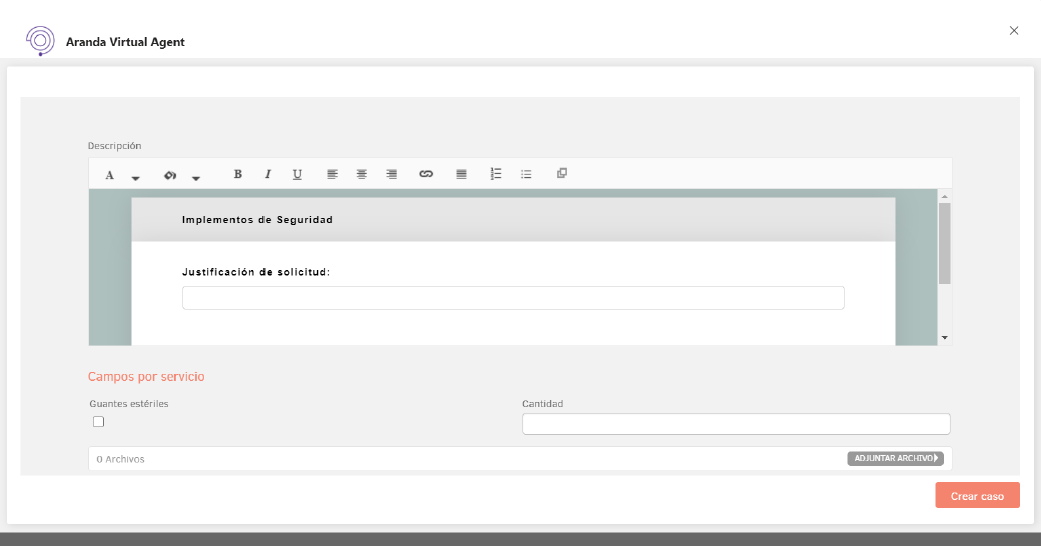 Aranda Virtual Agent
Descripción
A B I U
Implementos de Seguridad
Justificación de solicitud:
Campos por servicio
Guantes estériles
Cantidad
0 Archivos
ADJUNTAR ARCHIVO
Crear caso